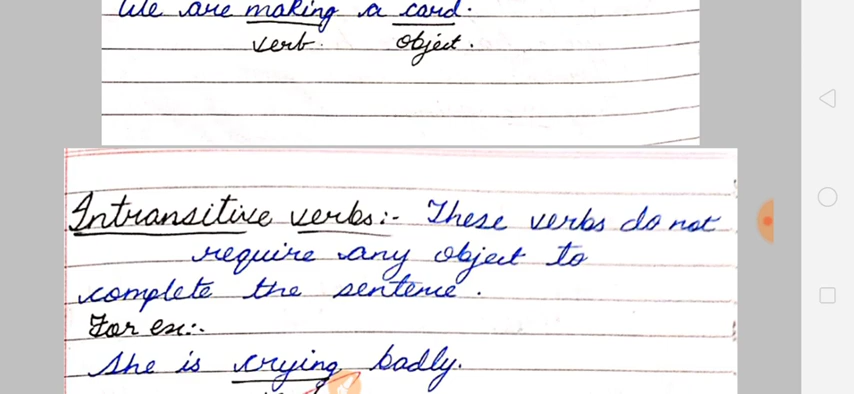 We are making a card.
verb. object.
Intransitive verbs:- These verbs do not
require any object to
complete the sentence.
For ex:-
She is crying badly.